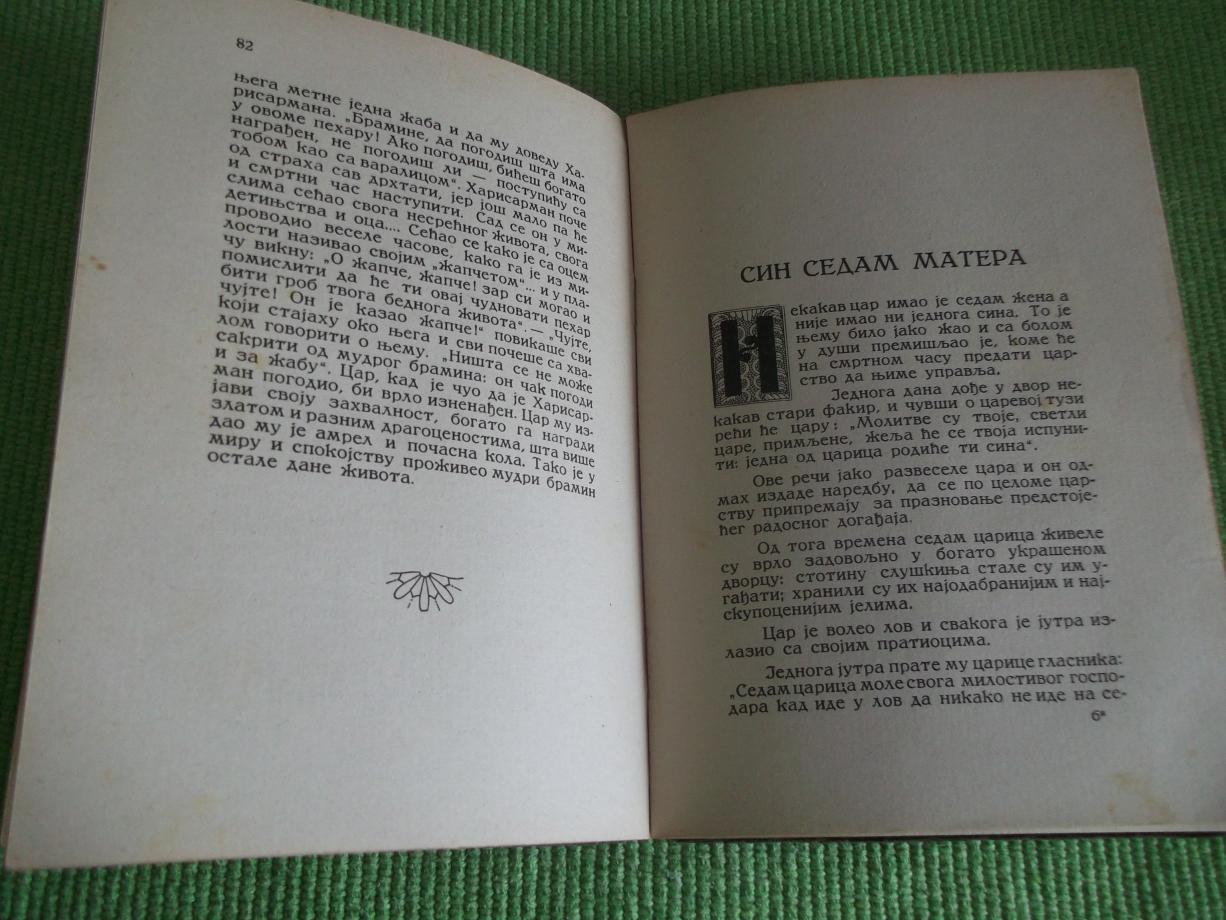 82
њега метне једна жаба и да му доведу Ха-
рисармана. „Брамине, да погодиш шта има
у овоме пехару! Ако погодиш, бићеш богато
награђен, не погодиш ли — поступићу са
тобом као са варалицом“. Харисарман поче
од страха сав дрхтати, јер још мало па ће
и смртни час наступити. Сад се он у ми-
слима сећао свога несрећног живота, свога
детињства и оца.... Сећао се како је са оцем
проводио веселе часове, како га је из ми-
лости називао својим „жапчетом“... и у пла-
чу викну: „О жапче, жапче! зар си могао и
помислити да ће ти овај чудновати пехар
бити гроб твога беднога живота“. — „Чујте,
чујте! Он је казао жапче!“ повикаше сви
који стајаху око њега и сви почеше са хва-
лом говорити о њему. „Ништа се не може
сакрити од мудрог брамина: он чак погоди
и за жабу“. Цар, кад је чуо да је Харисар-
ман погодио, би врло изненађен. Цар му из-
јави своју захвалност, богато га награди
златом и разним драгоценостима, шта више
дао му је амрел и почасна кола. Тако је у
миру и спокојству проживео мудри брамин
остале дане живота.
СИН СЕДАМ МАТЕРА
Некакав цар имао је седам жена а
није имао ни једнога сина. То је
њему било јако жао и са болом
у души премишљао је, коме ће
на смртном часу предати цар-
ство да њиме управља.
Једнога дана дође у двор не-
какав стари факир, и чувши о царевој тузи
рећи ће цару: „Молитве су твоје, светли
царе, примљене, жеља ће се твоја испуни-
ти: једна од царица родиће ти сина“.
Ове речи јако развеселе цара и он од-
мах издаде наредбу, да се по целоме цар-
ству припремају за празновање предстоје-
ћег радосног догађаја.
Од тога времена седам царица живеле
су врло задовољно у богато украшеном
дворцу: стотину слушкиња стале су им у-
гађати; хранили су их најодабранијим и нај-
скупоценијим јелима.
Цар је волео лов и свакога је јутра из-
лазио са својим пратиоцима.
Једнога јутра прате му царице гласника:
„Седам царица моле свога милостивог госпо-
дара кад иде у лов да никако не иде на се-
6*